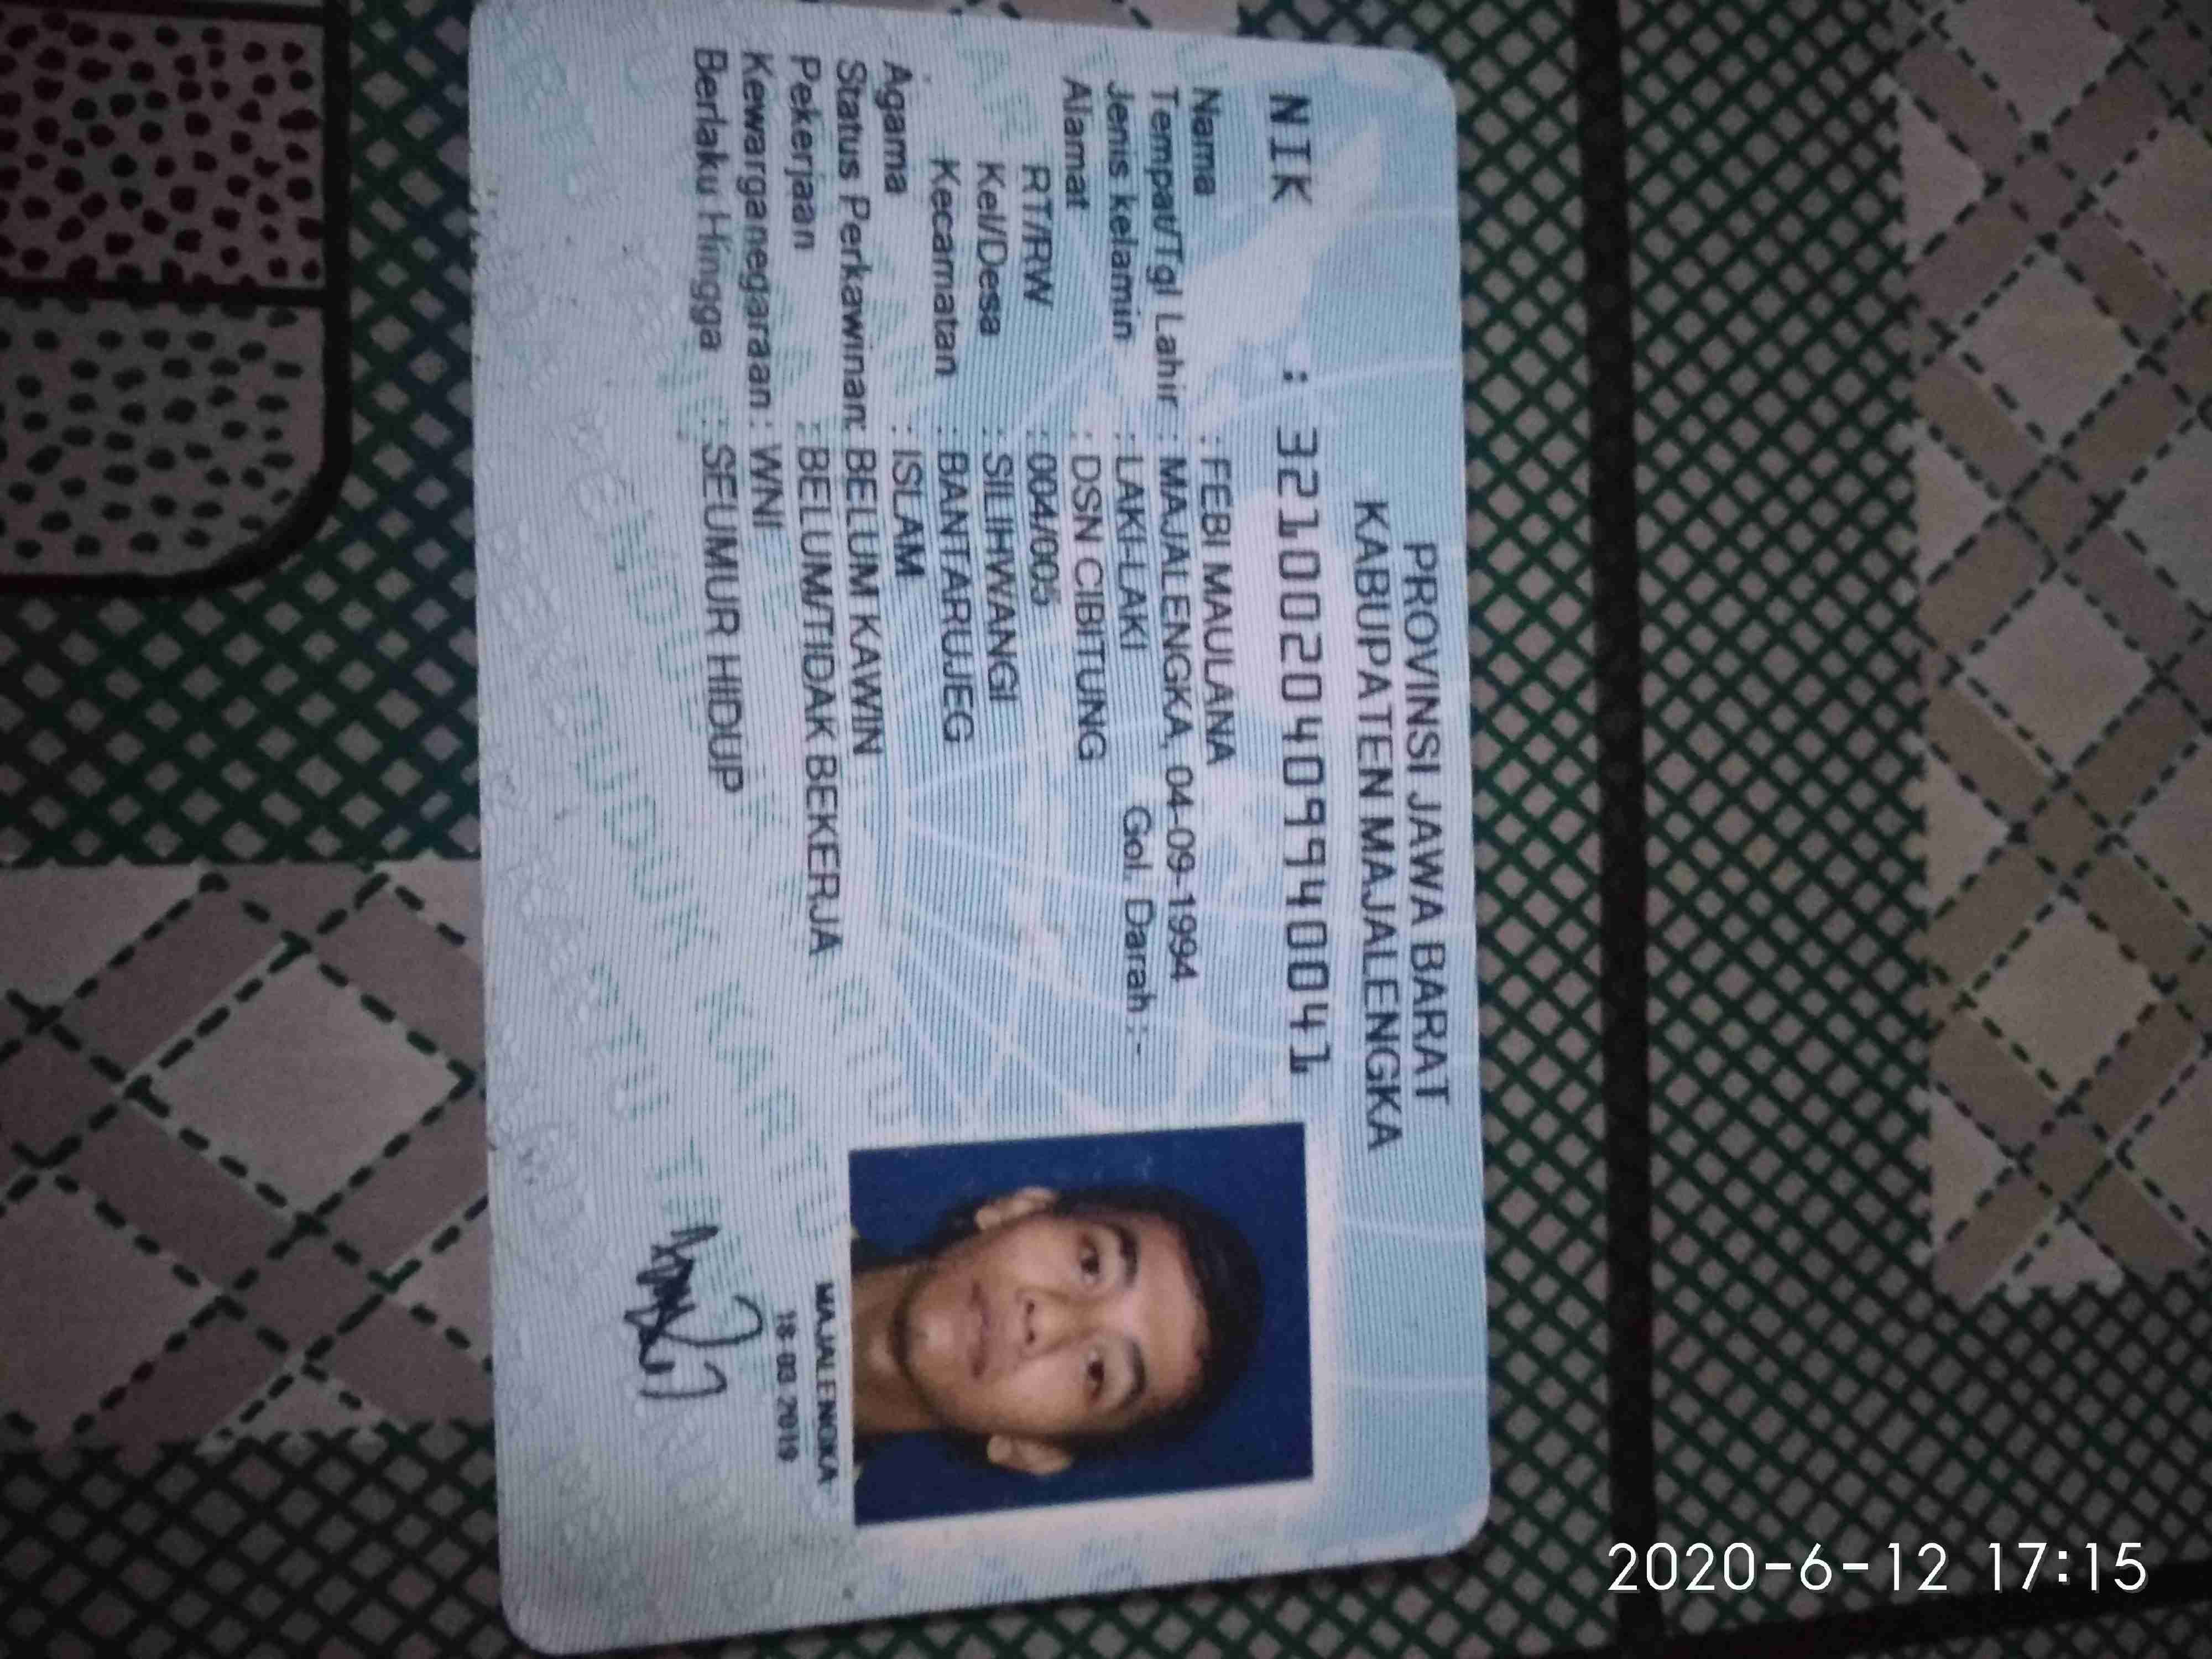 PROVINSI JAWA BARAT
KABUPATEN MAJALENGKA
NIK : 3210020409940041
Nama : FEBI MAULANA
Tempat/Tgl Lahir : MAJALENGKA, 04-09-1994
Jenis kelamin : LAKI-LAKI Gol. Darah : -
Alamat : DSN CIBITUNG
RT/RW : 004/005
Kel/Desa : SILIHWANGI
Kecamatan : BANTARUJEG
Agama : ISLAM
Status Perkawinan: BELUM KAWIN
Pekerjaan : BELUM/TIDAK BEKERJA
Kewarganegaraan : WNI
Berlaku Hingga : SEUMUR HIDUP
MAJALENGKA
2020-6-12 17:15